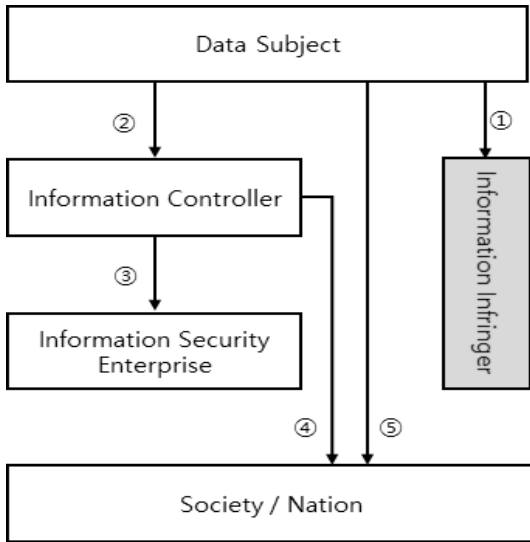 Data Subject
②
①
Information Controller
Information Infringer
③
Information Security
Enterprise
④
⑤
Society / Nation